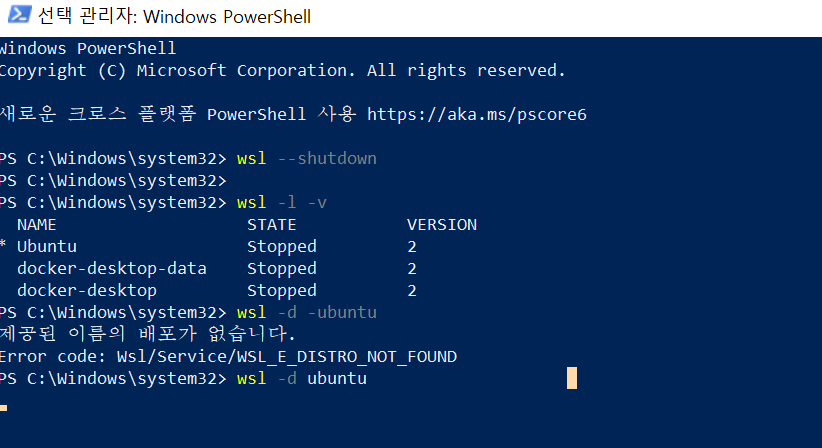 선택 관리자: Windows PowerShell
Windows PowerShell
Copyright (C) Microsoft Corporation. All rights reserved.
새로운 크로스 플랫폼 PowerShell 사용 https://aka.ms/pscore6
PS C:\Windows\system32> wsl --shutdown
PS C:\Windows\system32>
PS C:\Windows\system32> wsl -l -v
NAME STATE VERSION
* Ubuntu Stopped 2
docker-desktop-data Stopped 2
docker-desktop Stopped 2
PS C:\Windows\system32> wsl -d -ubuntu
제공된 이름의 배포가 없습니다.
Error code: Wsl/Service/WSL_E_DISTRO_NOT_FOUND
PS C:\Windows\system32> wsl -d ubuntu